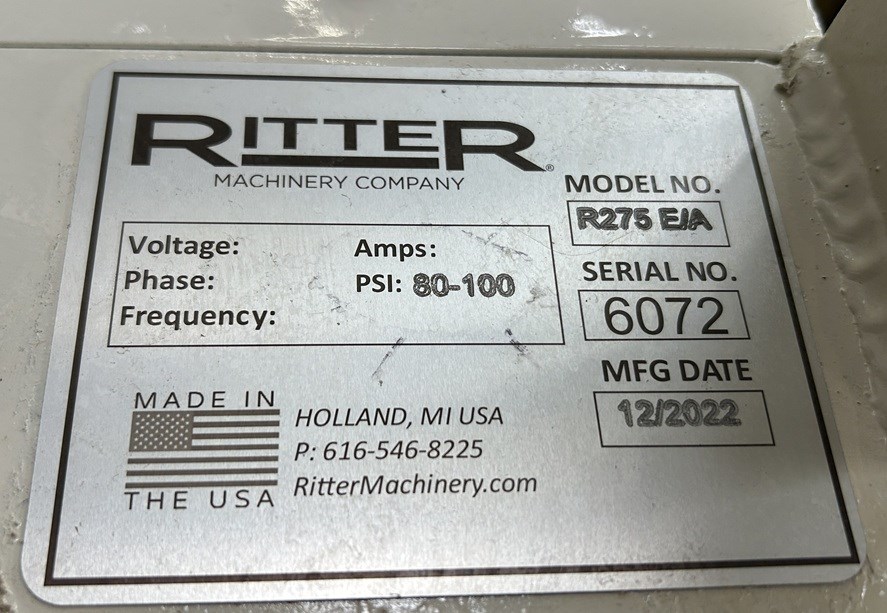 RITTER®
MACHINERY COMPANY
MODEL NO.
R275 E/A
Voltage: Amps:
Phase: PSI: 80-100
Frequency:
SERIAL NO.
6072
MFG DATE
12/2022
MADE IN
THE USA
HOLLAND, MI USA
P: 616-546-8225
RitterMachinery.com